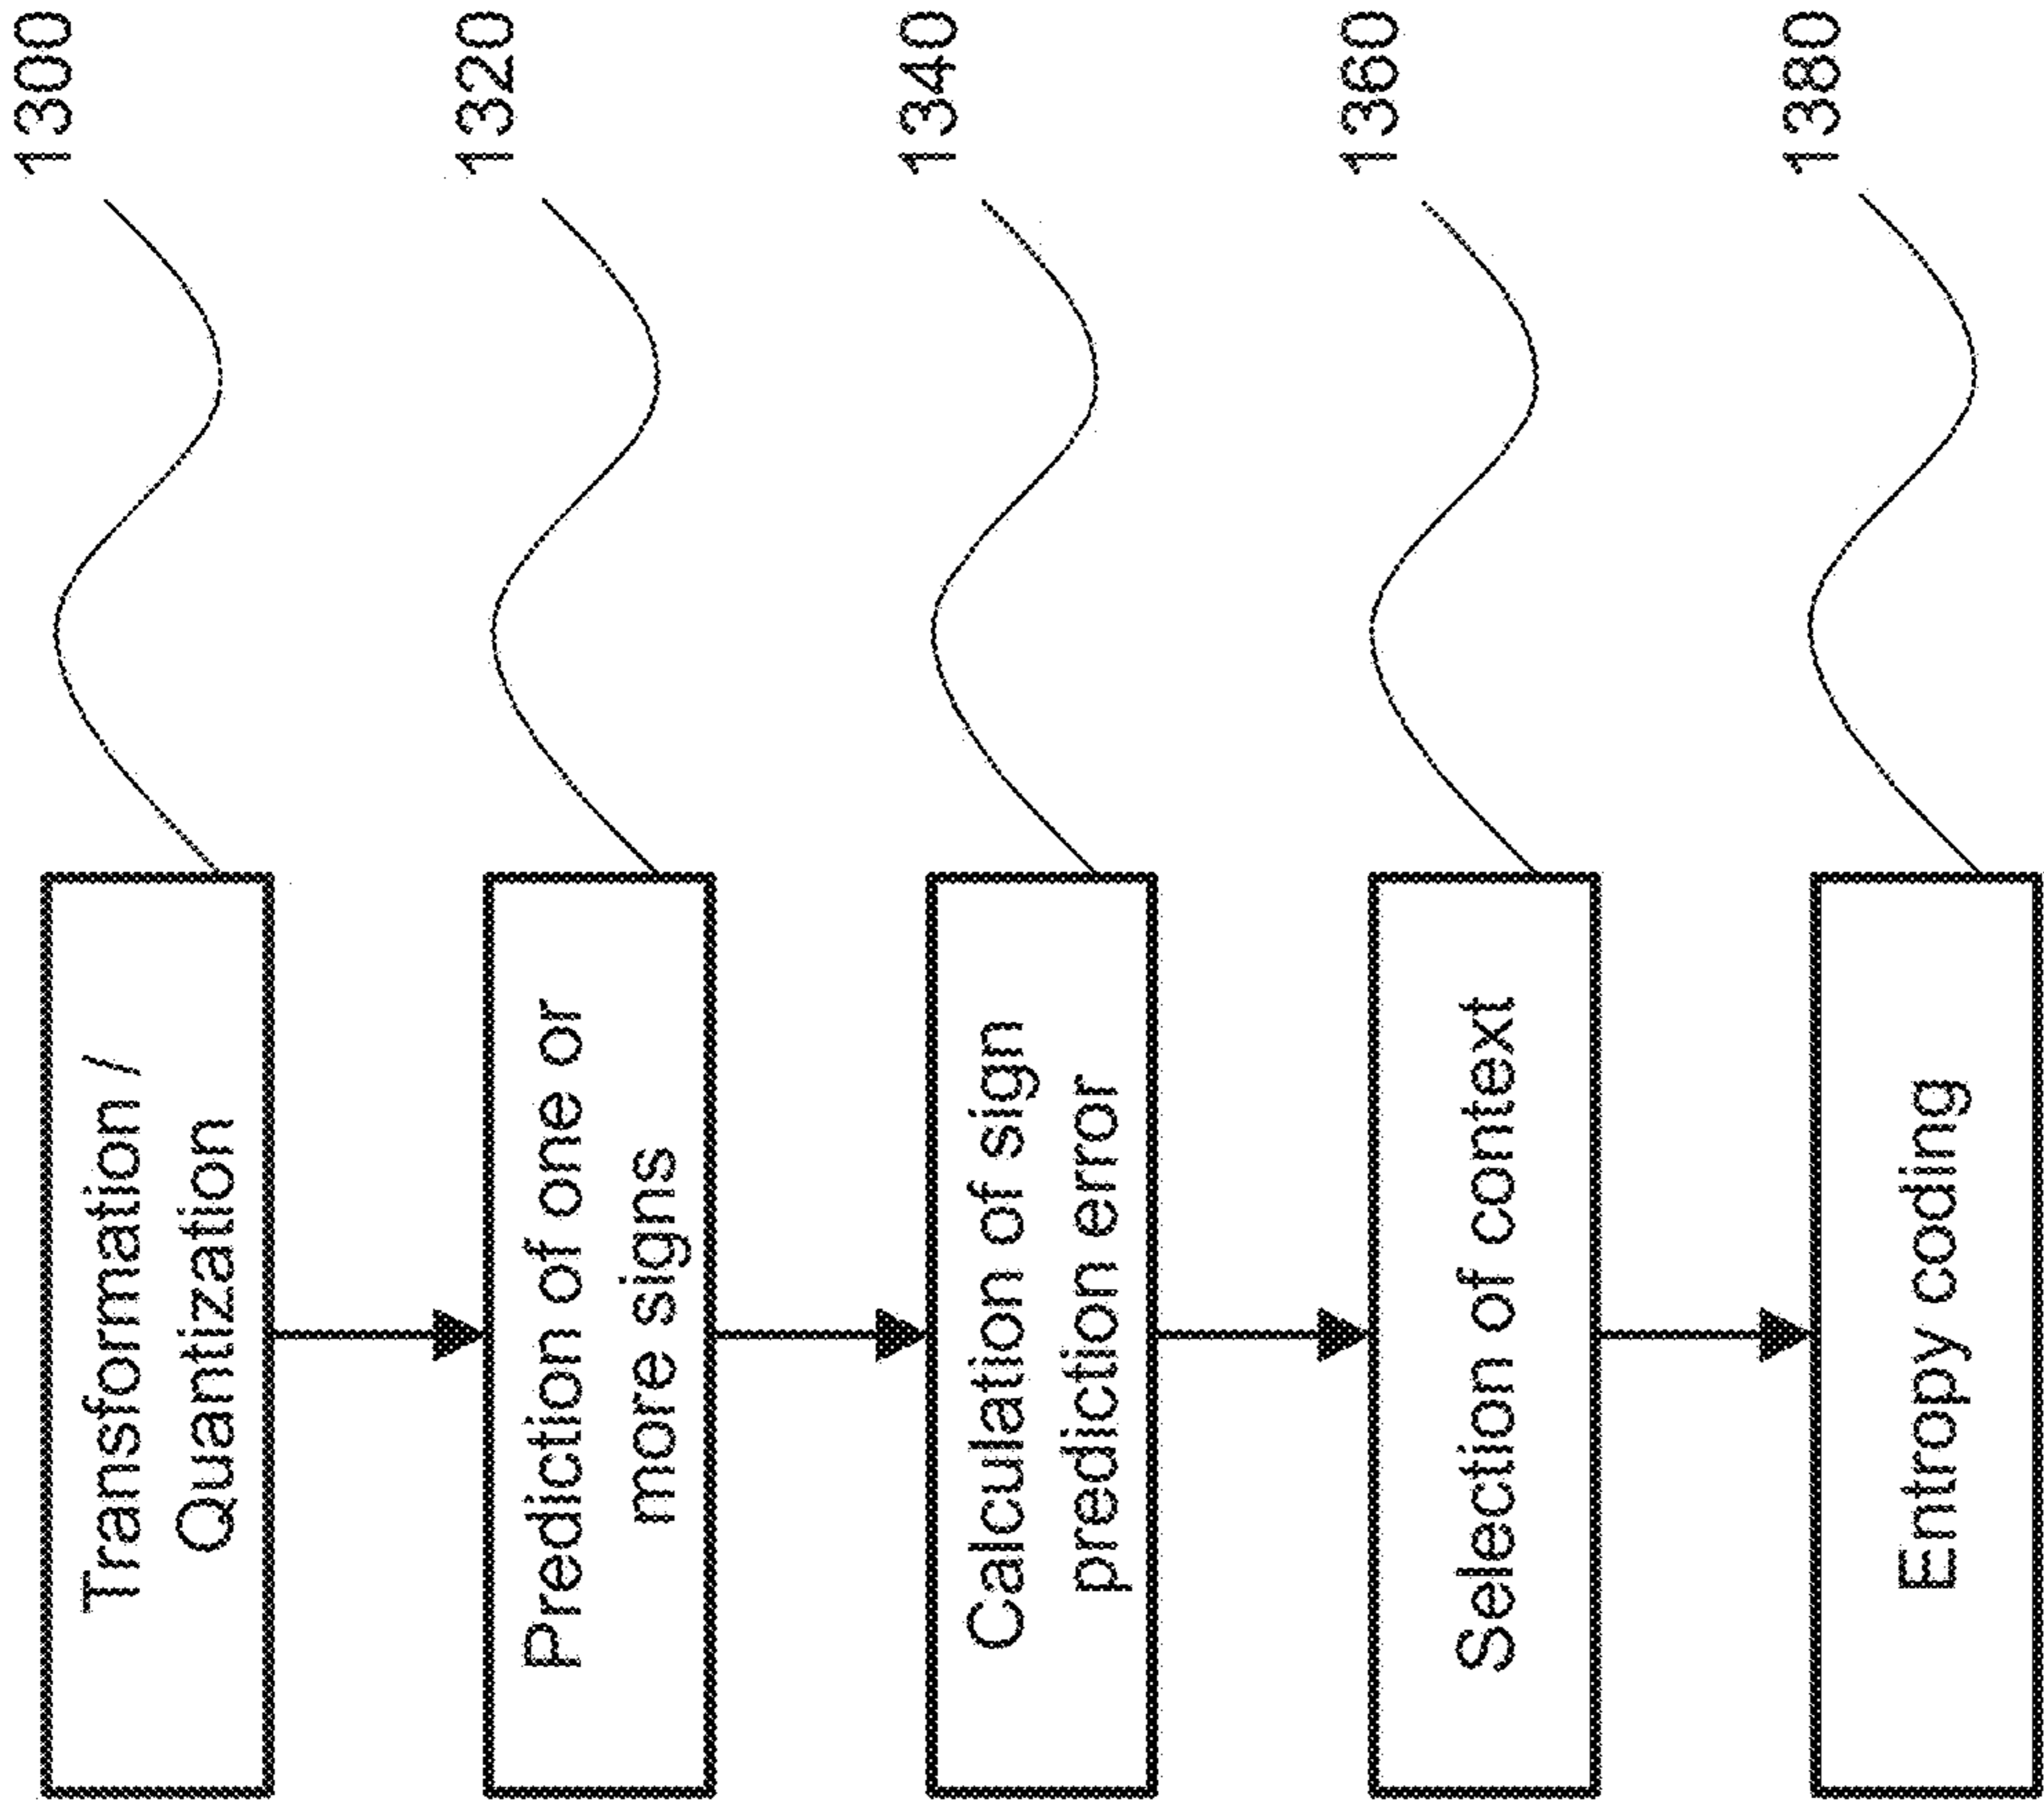 Transformation /
Quantization
1300
Prediction of one or
more signs
1320
Calculation of sign
prediction error
1340
Selection of context
1360
Entropy coding
1380